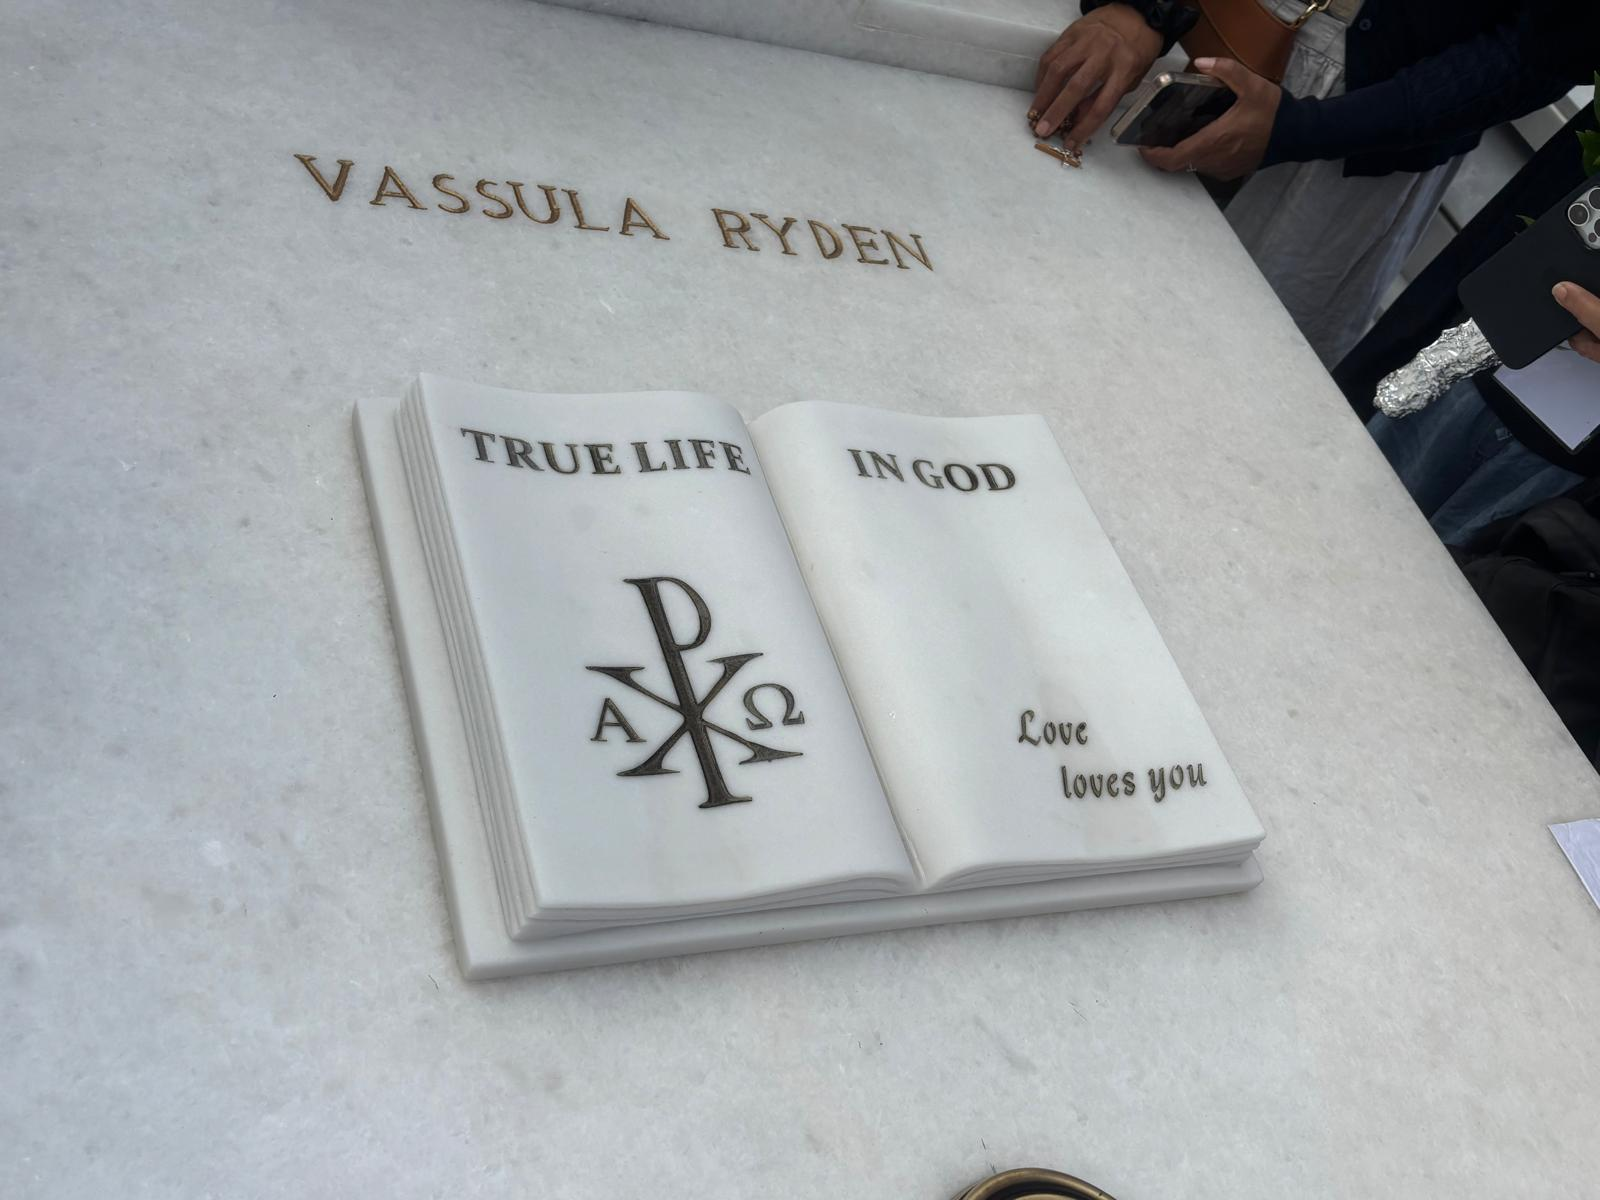 VASSULA RYDEN
TRUE LIFE
IN GOD
☧
Α Ω
Love
loves you